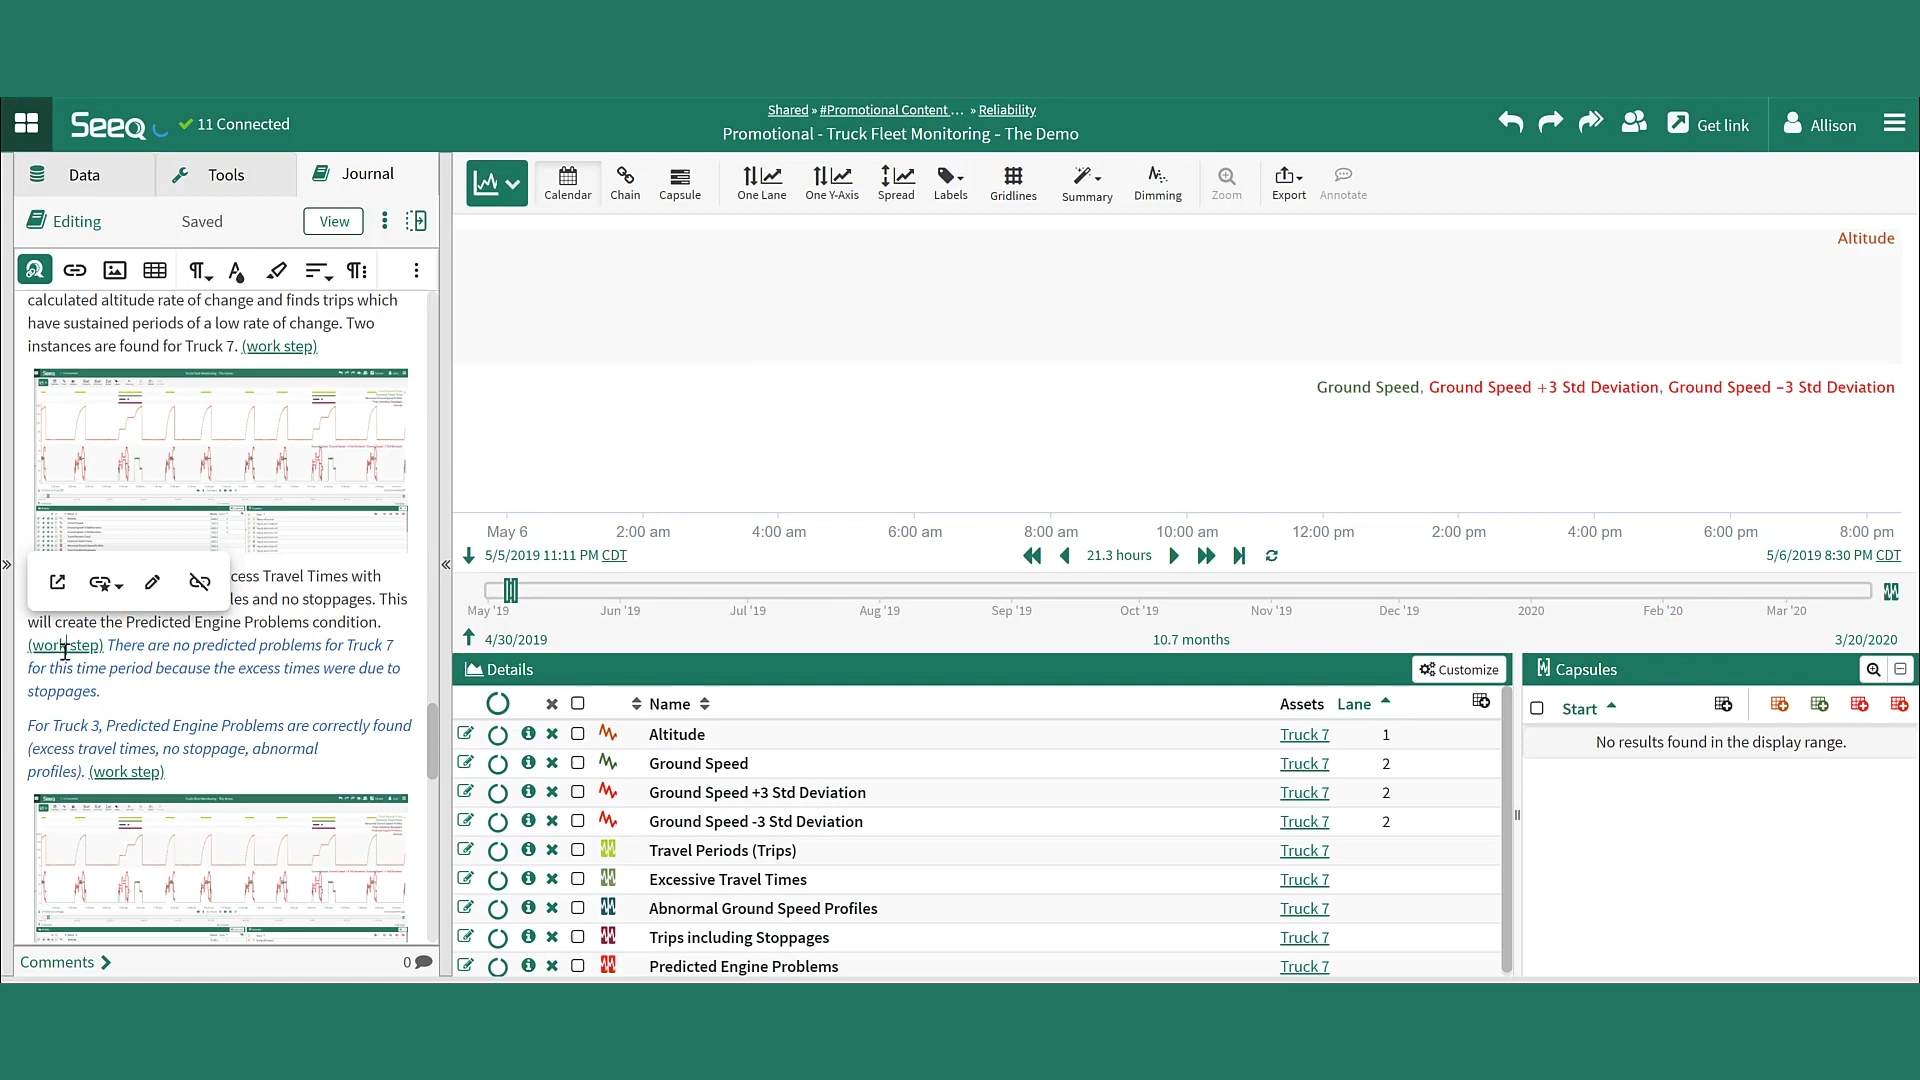 Seeq
11 Connected
Shared » #Promotional Content ... » Reliability
Promotional - Truck Fleet Monitoring - The Demo
Get link
Allison
Data
Tools
Journal
Editing
Saved
View
Calendar
Chain
Capsule
One Lane
One Y-Axis
Spread
Labels
Gridlines
Summary
Dimming
Zoom
Export
Annotate
calculated altitude rate of change and finds trips which
have sustained periods of a low rate of change. Two
instances are found for Truck 7. (work step)
cess Travel Times with
les and no stoppages. This
will create the Predicted Engine Problems condition.
(work step) There are no predicted problems for Truck 7
for this time period because the excess times were due to
stoppages.
For Truck 3, Predicted Engine Problems are correctly found
(excess travel times, no stoppage, abnormal
profiles). (work step)
Comments
0
Altitude
Ground Speed, Ground Speed +3 Std Deviation, Ground Speed -3 Std Deviation
May 6 2:00 am 4:00 am 6:00 am 8:00 am 10:00 am 12:00 pm 2:00 pm 4:00 pm 6:00 pm 8:00 pm
5/5/2019 11:11 PM CDT
21.3 hours
5/6/2019 8:30 PM CDT
May '19 Jun '19 Jul '19 Aug '19 Sep '19 Oct '19 Nov '19 Dec '19 2020 Feb '20 Mar '20
4/30/2019
10.7 months
3/20/2020
Details
Customize
Name Assets Lane
Altitude Truck 7 1
Ground Speed Truck 7 2
Ground Speed +3 Std Deviation Truck 7 2
Ground Speed -3 Std Deviation Truck 7 2
Travel Periods (Trips) Truck 7
Excessive Travel Times Truck 7
Abnormal Ground Speed Profiles Truck 7
Trips including Stoppages Truck 7
Predicted Engine Problems Truck 7
Capsules
Start
No results found in the display range.